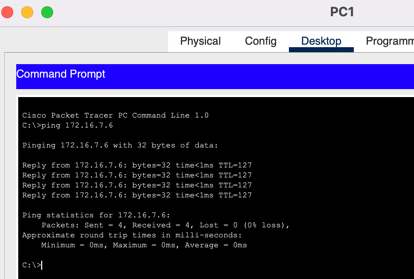 PC1
Physical Config Desktop Programm
Command Prompt
Cisco Packet Tracer PC Command Line 1.0
C:\>ping 172.16.7.6
Pinging 172.16.7.6 with 32 bytes of data:
Reply from 172.16.7.6: bytes=32 time<1ms TTL=127
Reply from 172.16.7.6: bytes=32 time<1ms TTL=127
Reply from 172.16.7.6: bytes=32 time<1ms TTL=127
Reply from 172.16.7.6: bytes=32 time<1ms TTL=127
Ping statistics for 172.16.7.6:
Packets: Sent = 4, Received = 4, Lost = 0 (0% loss),
Approximate round trip times in milli-seconds:
Minimum = 0ms, Maximum = 0ms, Average = 0ms
C:\>